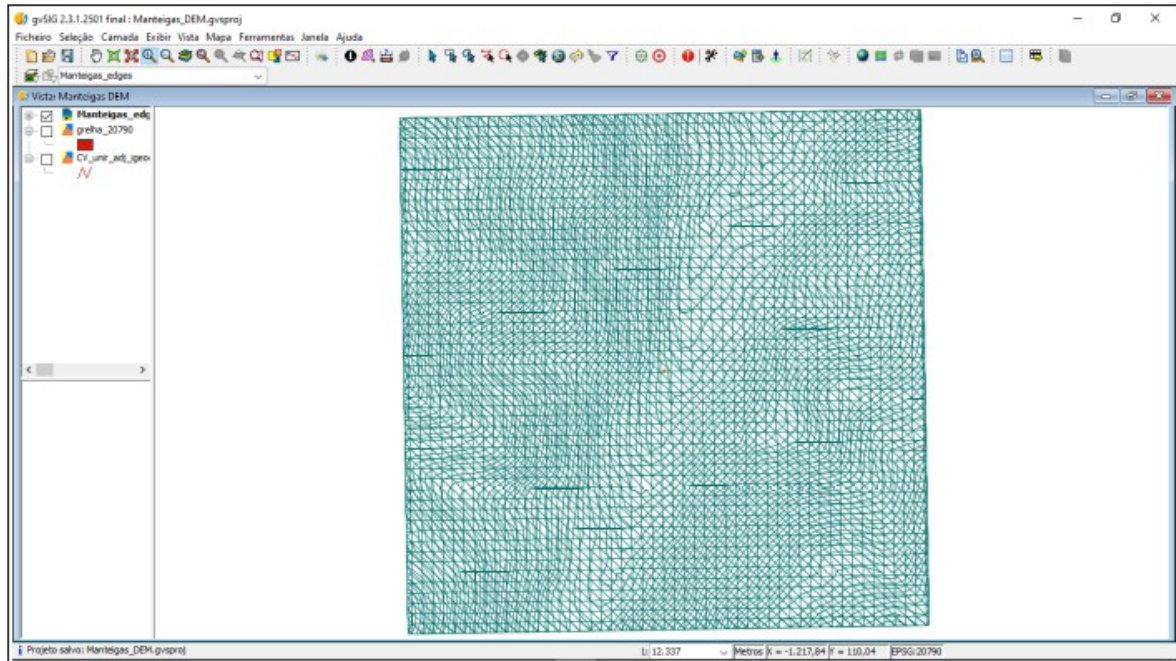 gvSIG 2.3.1.2501 final : Manteigas_DEM.gvsproj
Ficheiro Seleção Camada Exibir Vista Mapa Ferramentas Janela Ajuda
Manteigas_edges
Vista: Manteigas DEM
Manteigas_edg
grelha_20790
CV_unir_adj_igeo
Projeto salvo: Manteigas_DEM.gvsproj
1: 12.337
Metros X = -1.217,84 Y = 110,04 EPSG:20790